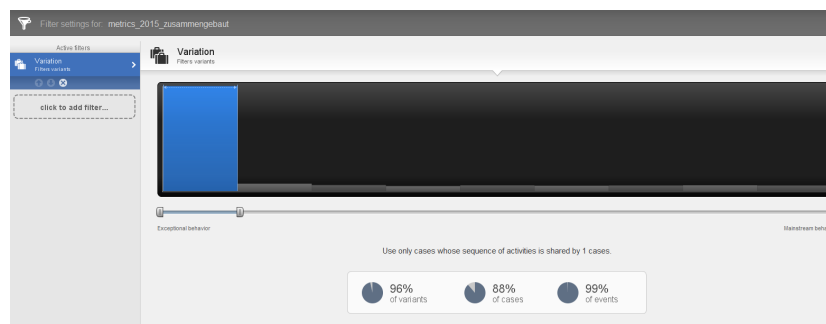 Filter settings for: metrics_2015_zusammengebaut
Active filters
Variation
Filters variants
click to add filter...
Variation
Filters variants
Exceptional behavior
Mainstream beha
Use only cases whose sequence of activities is shared by 1 cases.
96%
of variants
88%
of cases
99%
of events